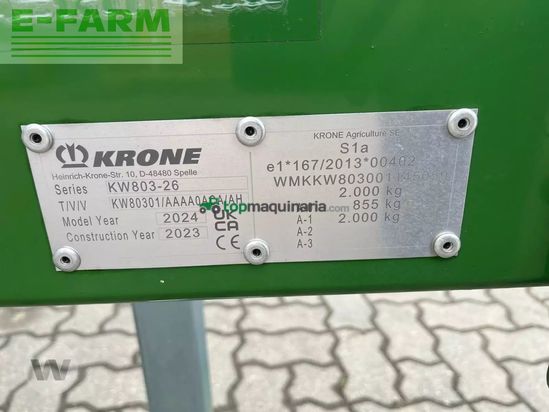 E-FARM
KRONE
Heinrich-Krone-Str. 10, D-48480 Spelle
Series KW803-26
T/V/V KW80301/AAAA0A
Model Year 2024
Construction Year 2023
UK
CA
CE
KRONE Agriculture SE
S1a
e1*167/2013*00402
WMKKW8030011
2.000 kg
855 kg
A-1 2.000 kg
A-2
A-3
topmaquinaria.com
W